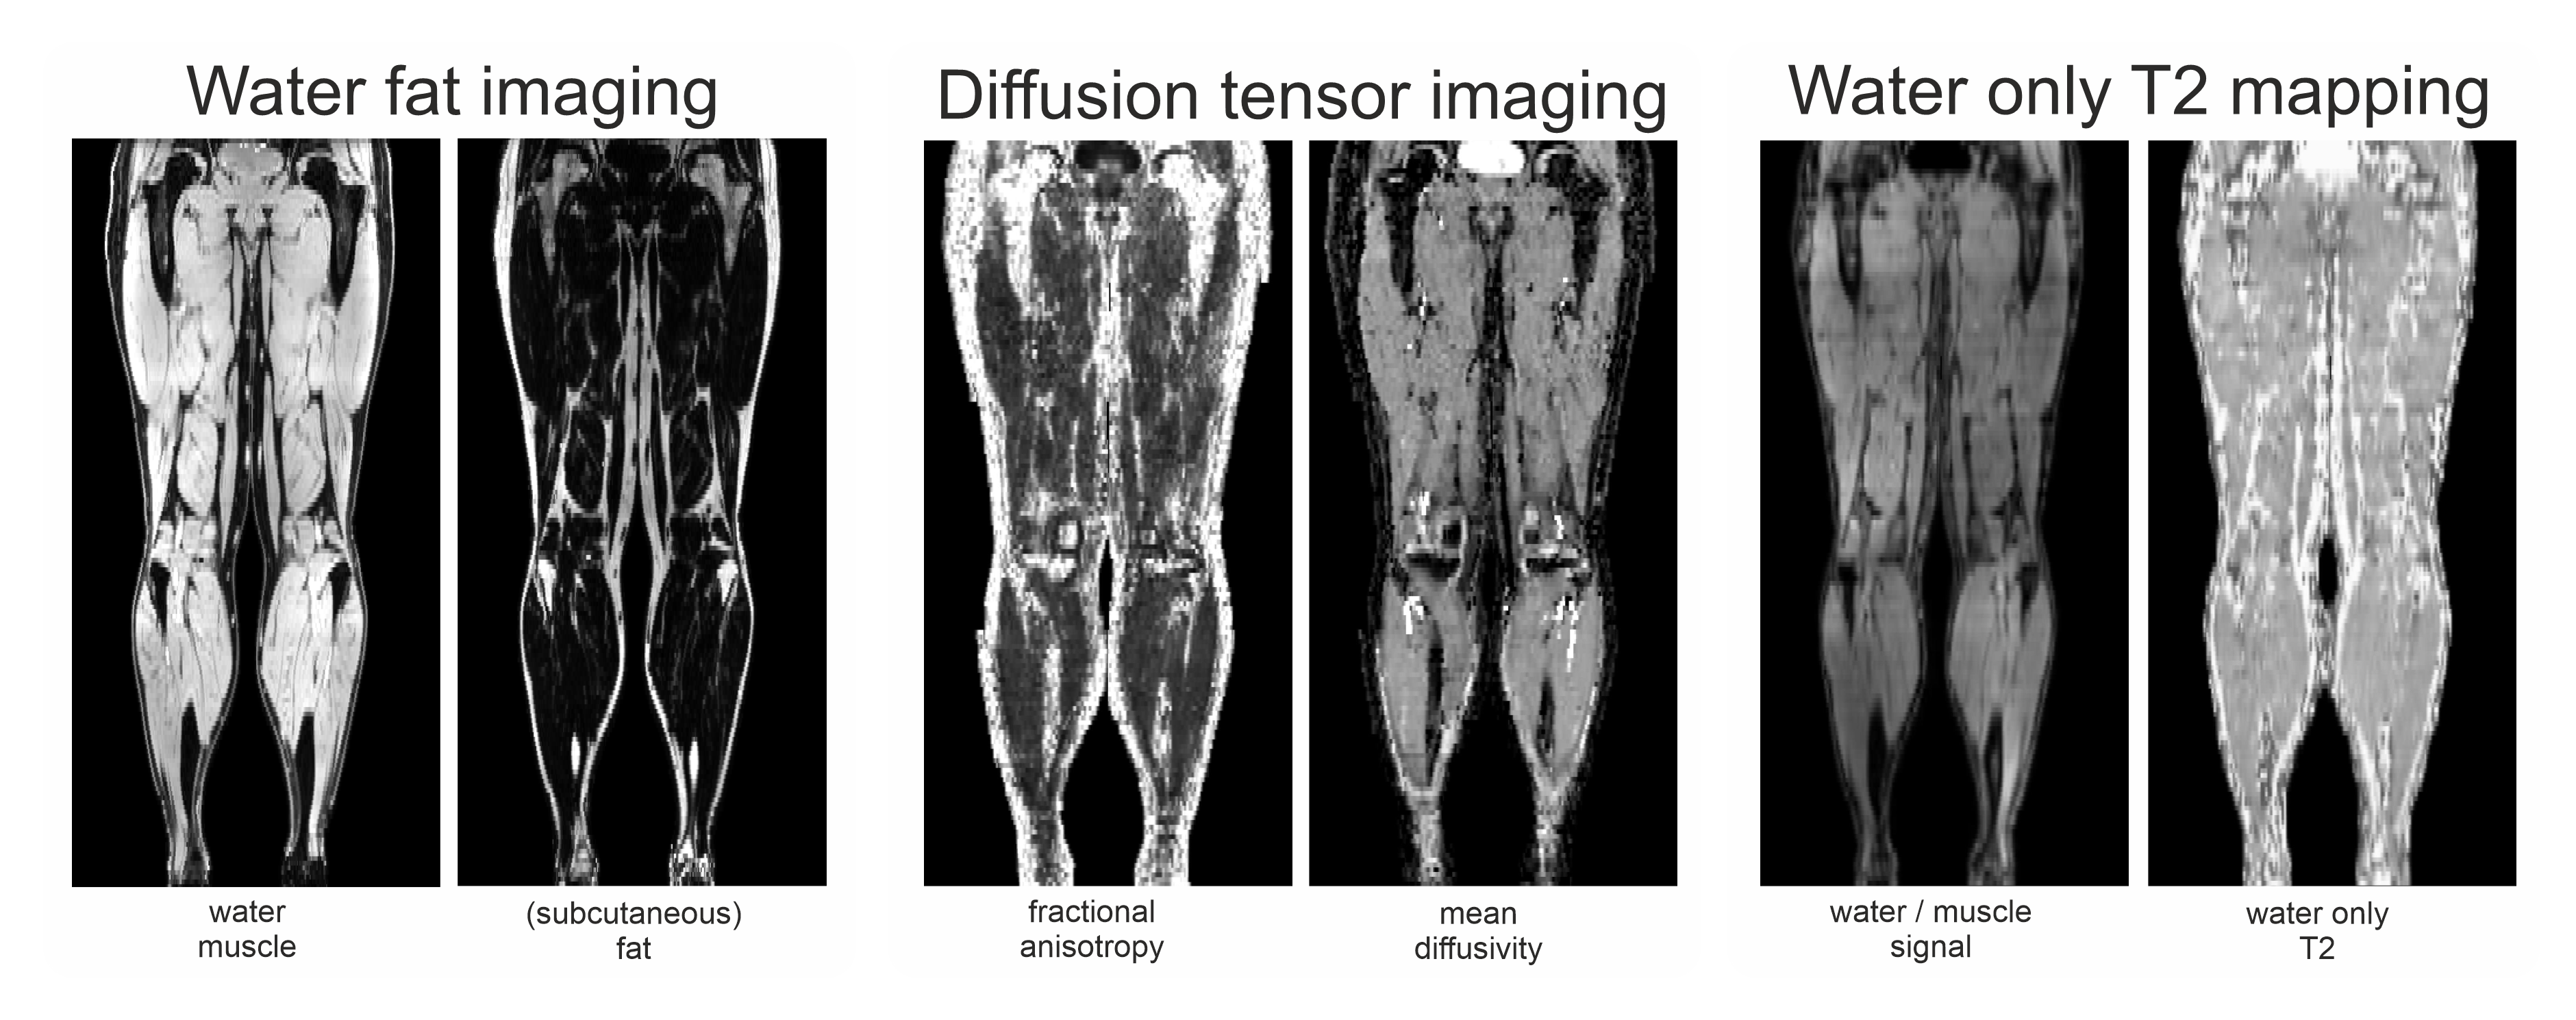 Water fat imaging
Diffusion tensor imaging
Water only T2 mapping
water
muscle
(subcutaneous)
fat
fractional
anisotropy
mean
diffusivity
water / muscle
signal
water only
T2